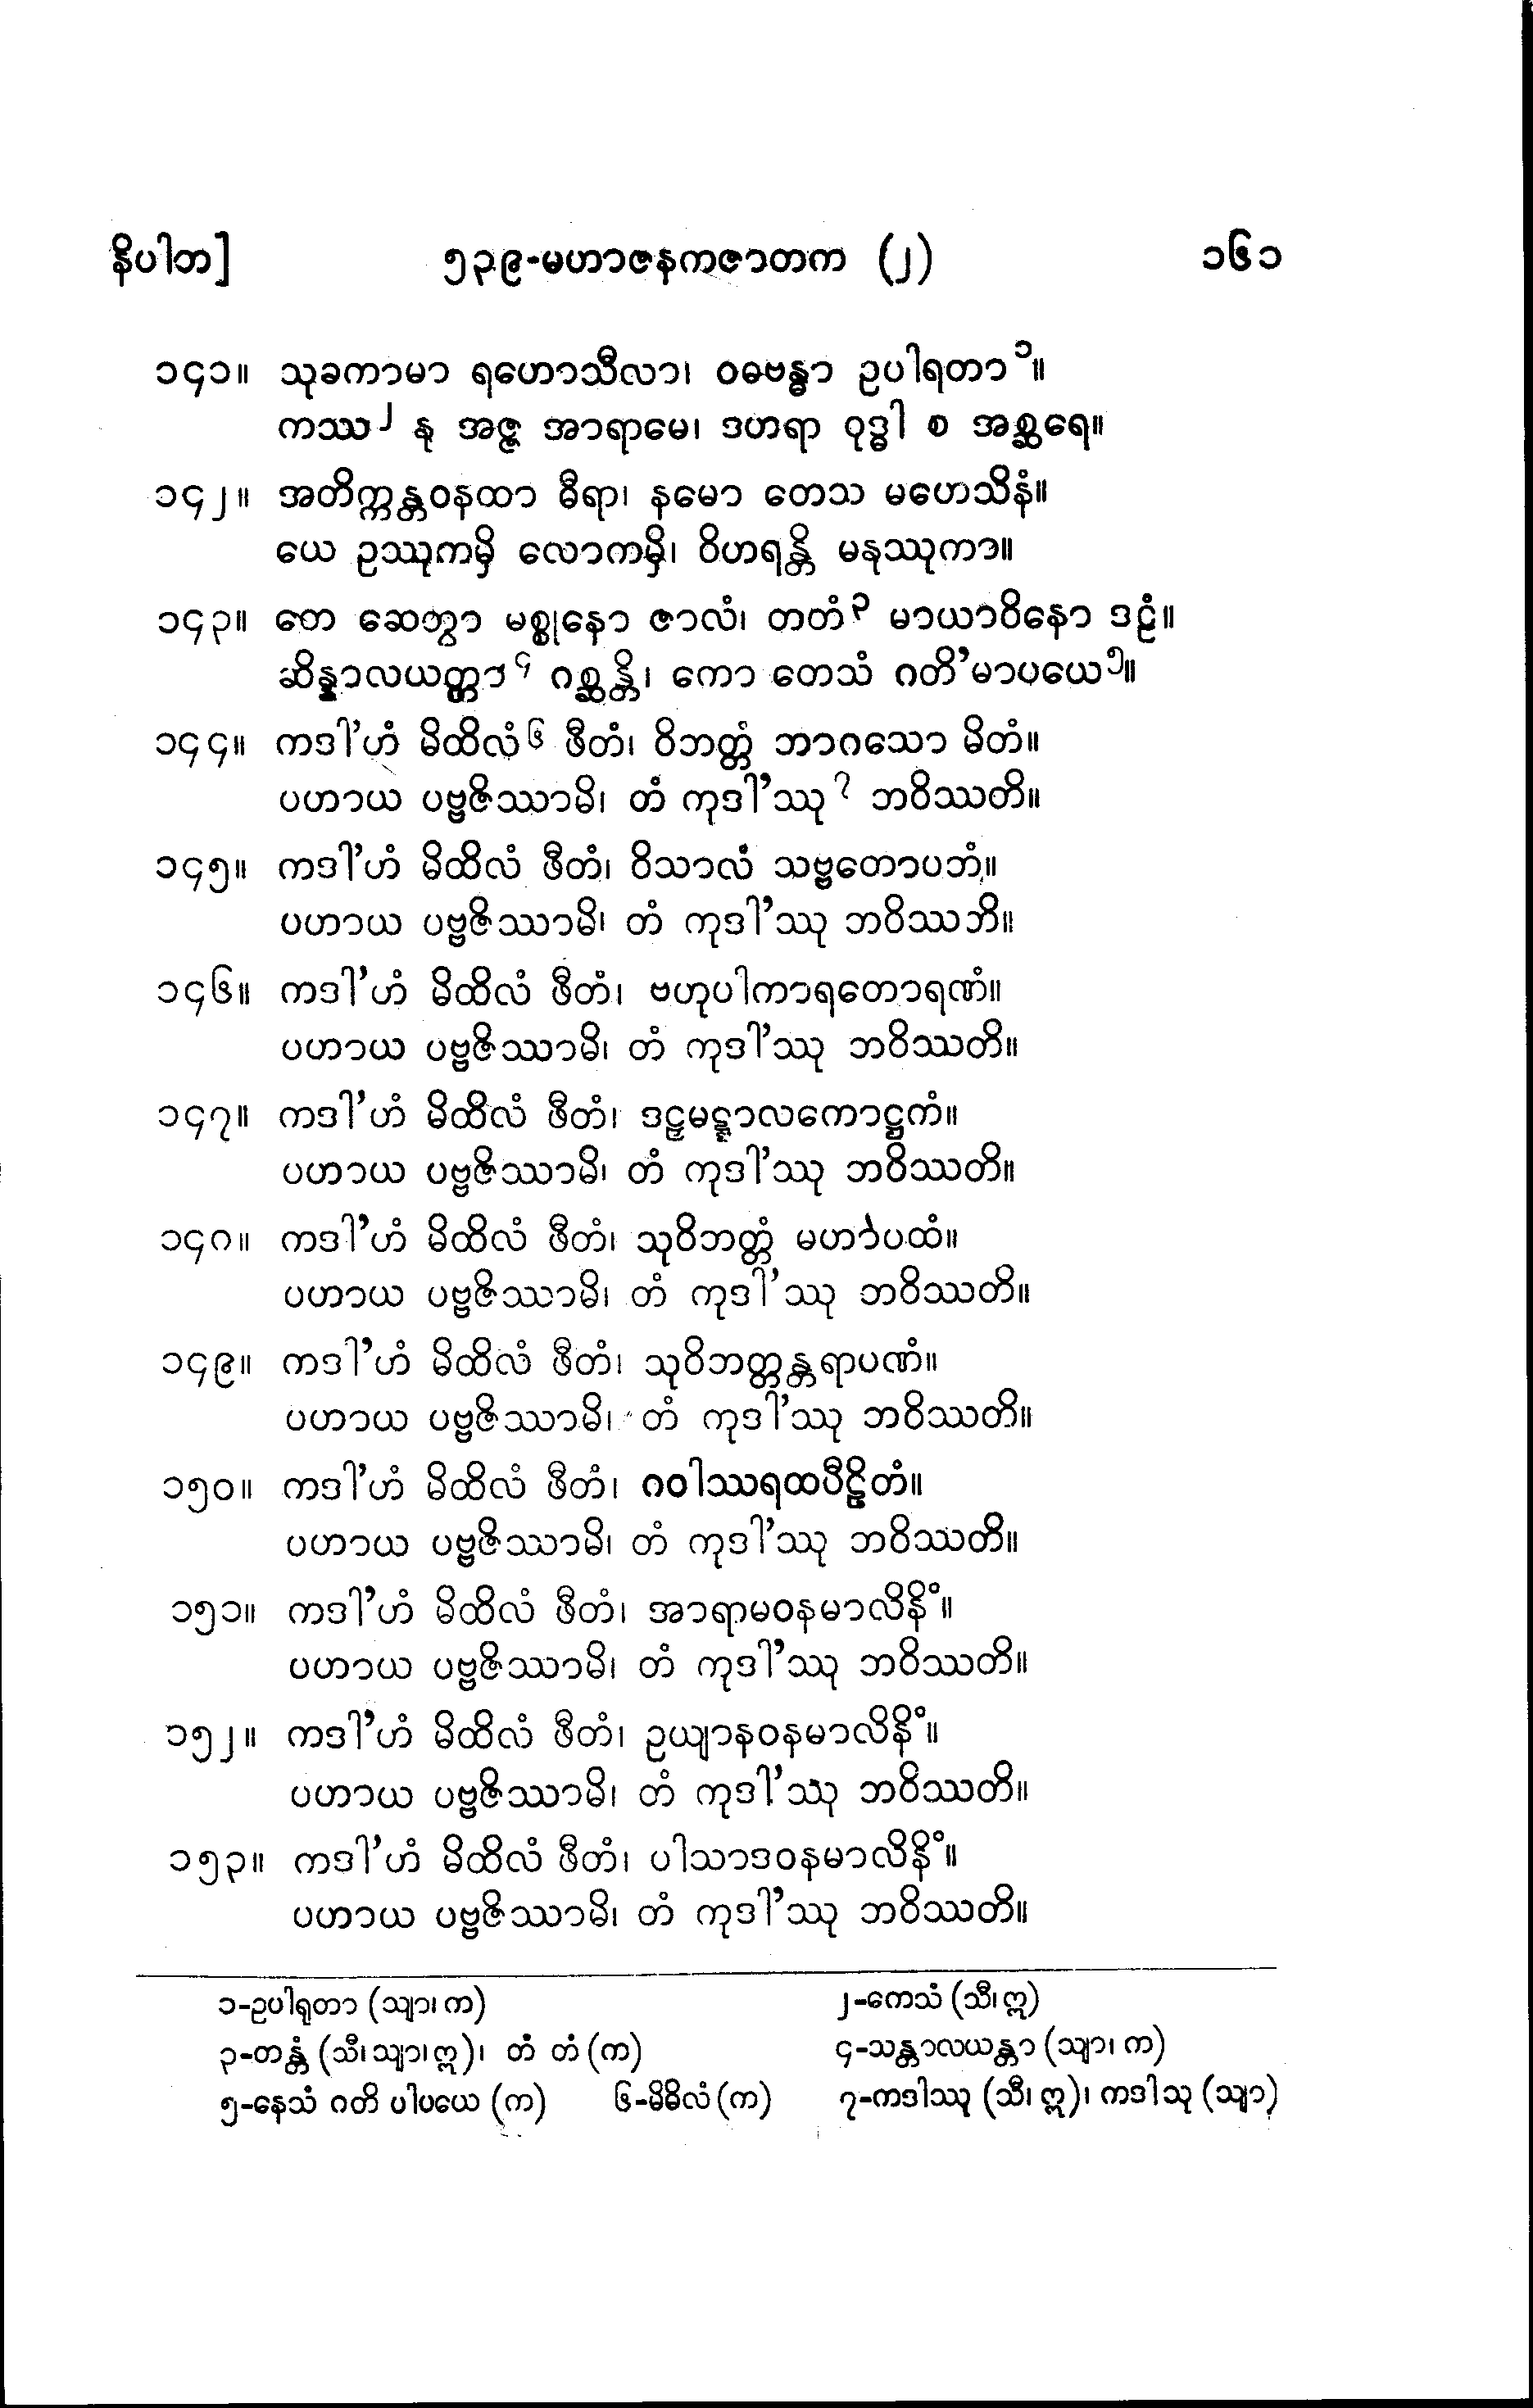 နိပါတ] ၅၃၉-မဟာဇနကဇာတက (၂) ၁၆၁
၁၄၁။ သုခကာမာ ရဟောသီလာ၊ ဝဓဗန္ဓာ ဥပါရတာ ၁။
ကဿ ၂ နု အဇ္ဇ အာရာမေ၊ ဒဟရာ ဝုဒ္ဓါ စ အစ္ဆရေ။
၁၄၂။ အတိက္ကန္တဝနထာ ဓီရာ၊ နမော တေသ မဟေသိနံ။
ယေ ဥဿုကမှိ လောကမှိ၊ ဝိဟရန္တိ မနုဿုကာ။
၁၄၃။ တေ ဆေတွာ မစ္စုနော ဇာလံ၊ တတံ ၃ မာယာဝိနော ဒဠံ။
ဆိန္နာလယတ္တာ ၄ ဂစ္ဆန္တိ၊ ကော တေသံ ဂတိ’မာပယေ ၅။
၁၄၄။ ကဒါ’ဟံ မိထိလံ ၆ ဖီတံ၊ ဝိဘတ္တံ ဘာဂသော မိတံ။
ပဟာယ ပဗ္ဗဇိဿာမိ၊ တံ ကုဒါ’ဿု ၇ ဘဝိဿတိ။
၁၄၅။ ကဒါ’ဟံ မိထိလံ ဖီတံ၊ ဝိသာလံ သဗ္ဗတောပဘံ။
ပဟာယ ပဗ္ဗဇိဿာမိ၊ တံ ကုဒါ’ဿု ဘဝိဿတိ။
၁၄၆။ ကဒါ’ဟံ မိထိလံ ဖီတံ၊ ဗဟုပါကာရတောရဏံ။
ပဟာယ ပဗ္ဗဇိဿာမိ၊ တံ ကုဒါ’ဿု ဘဝိဿတိ။
၁၄၇။ ကဒါ’ဟံ မိထိလံ ဖီတံ၊ ဒဠှမဋ္ဋာလကောဋ္ဌကံ။
ပဟာယ ပဗ္ဗဇိဿာမိ၊ တံ ကုဒါ’ဿု ဘဝိဿတိ။
၁၄၈။ ကဒါ’ဟံ မိထိလံ ဖီတံ၊ သုဝိဘတ္တံ မဟာပထံ။
ပဟာယ ပဗ္ဗဇိဿာမိ၊ တံ ကုဒါ’ဿု ဘဝိဿတိ။
၁၄၉။ ကဒါ’ဟံ မိထိလံ ဖီတံ၊ သုဝိဘတ္တန္တရာပဏံ။
ပဟာယ ပဗ္ဗဇိဿာမိ၊ တံ ကုဒါ’ဿု ဘဝိဿတိ။
၁၅၀။ ကဒါ’ဟံ မိထိလံ ဖီတံ၊ ဂဝါဿရထပီဠိတံ။
ပဟာယ ပဗ္ဗဇိဿာမိ၊ တံ ကုဒါ’ဿု ဘဝိဿတိ။
၁၅၁။ ကဒါ’ဟံ မိထိလံ ဖီတံ၊ အာရာမဝနမာလိနိံ။
ပဟာယ ပဗ္ဗဇိဿာမိ၊ တံ ကုဒါ’ဿု ဘဝိဿတိ။
၁၅၂။ ကဒါ’ဟံ မိထိလံ ဖီတံ၊ ဥယျာနဝနမာလိနိံ။
ပဟာယ ပဗ္ဗဇိဿာမိ၊ တံ ကုဒါ’ဿု ဘဝိဿတိ။
၁၅၃။ ကဒါ’ဟံ မိထိလံ ဖီတံ၊ ပါသာဒဝနမာလိနိံ။
ပဟာယ ပဗ္ဗဇိဿာမိ၊ တံ ကုဒါ’ဿု ဘဝိဿတိ။
၁-ဥပါရုတာ (သျာ၊ က) ၂-ကေသံ (သီ၊ ဣ)
၃-တန္တံ (သီ၊ သျာ၊ ဣ)၊ တံ တံ (က) ၄-သန္တာလယန္တာ (သျာ၊ က)
၅-နေသံ ဂတိ ပါပယေ (က) ၆-မိဓိလံ (က) ၇-ကဒါဿု (သီ၊ ဣ)၊ ကဒါသု (သျာ)